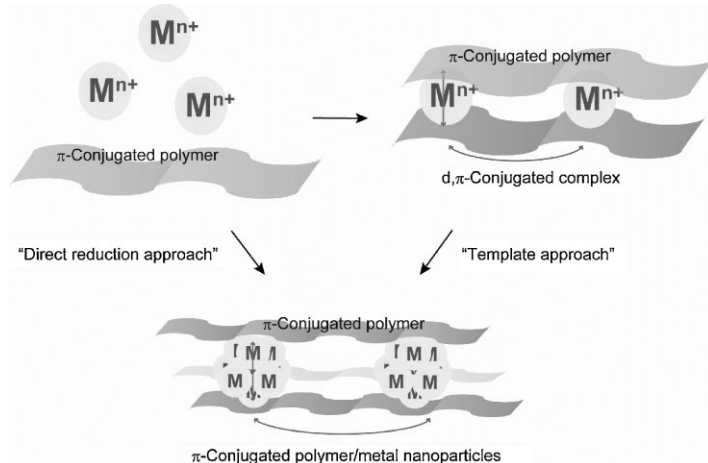 Mⁿ⁺
Mⁿ⁺
Mⁿ⁺
π-Conjugated polymer
π-Conjugated polymer
Mⁿ⁺
Mⁿ⁺
d,π-Conjugated complex
“Direct reduction approach”
“Template approach”
π-Conjugated polymer
M
M
M M
M M
π-Conjugated polymer/metal nanoparticles